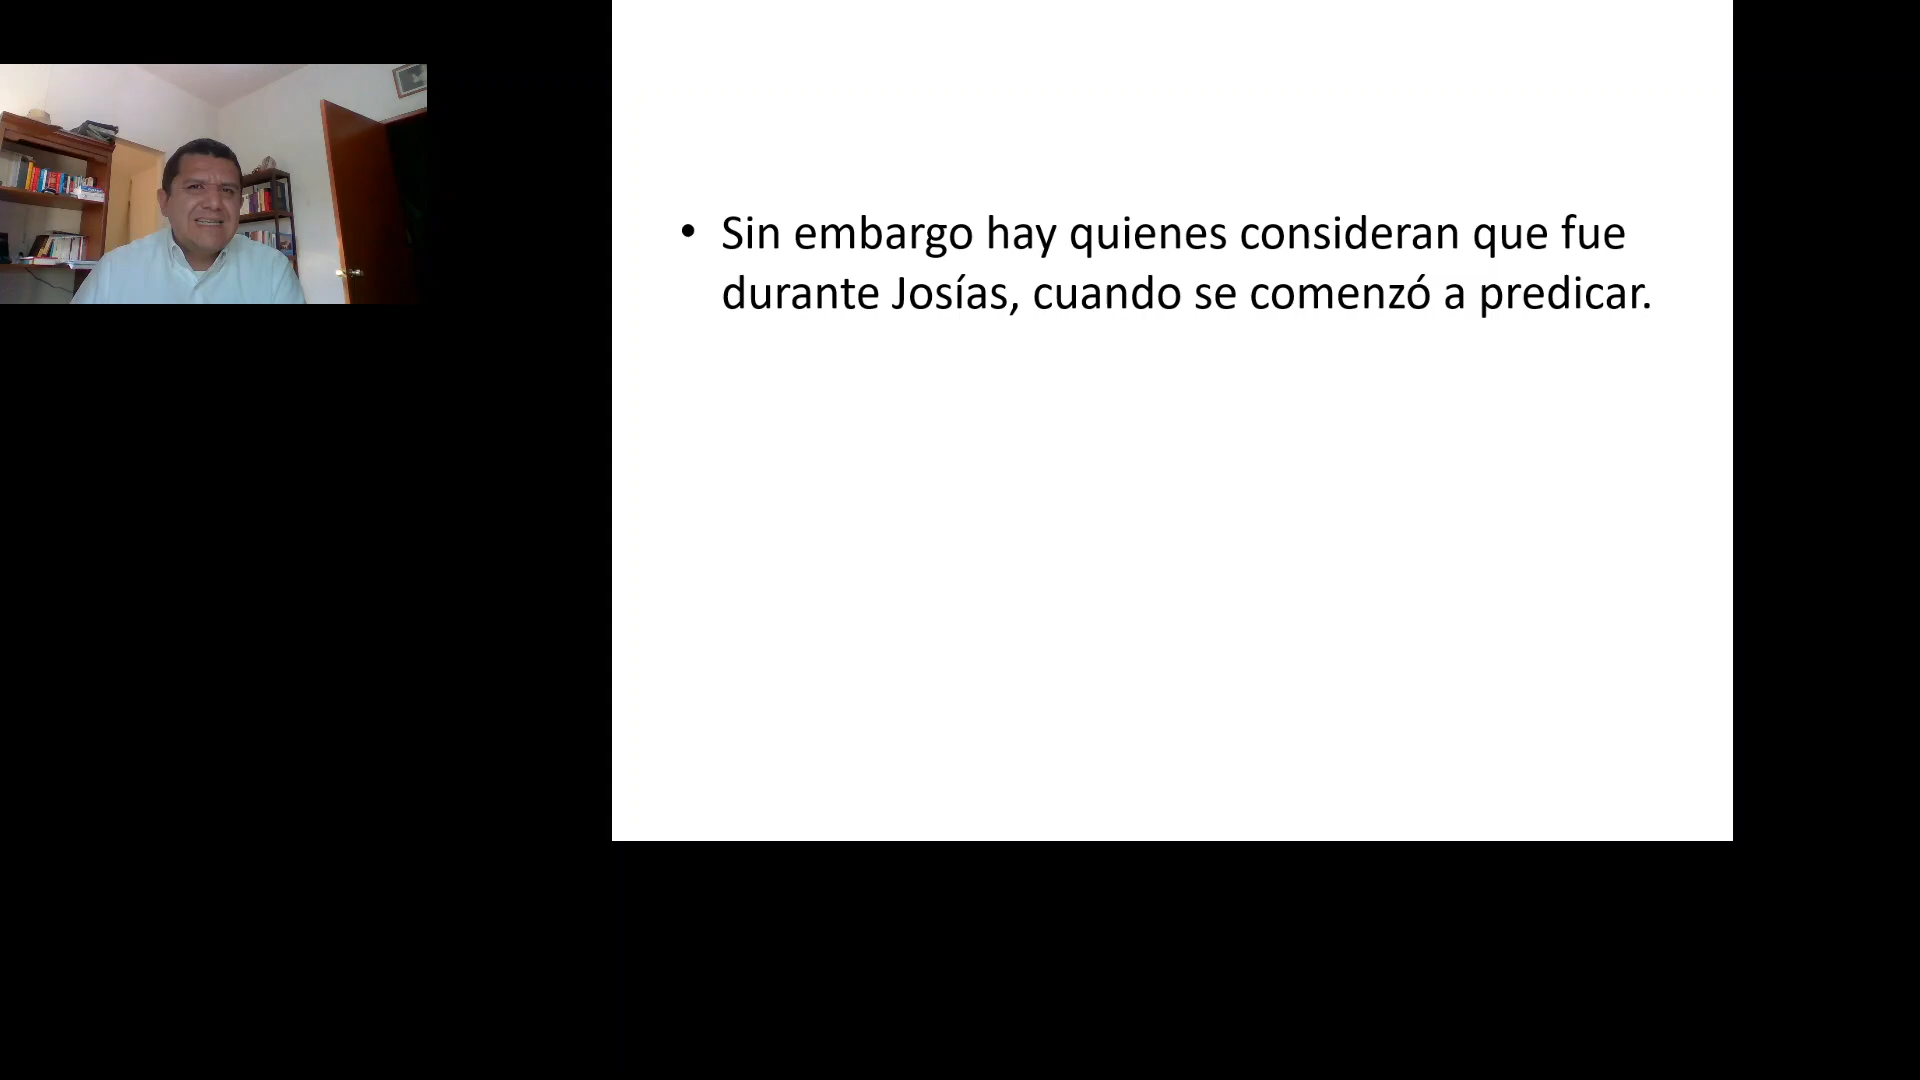 • Sin embargo hay quienes consideran que fue
durante Josías, cuando se comenzó a predicar.